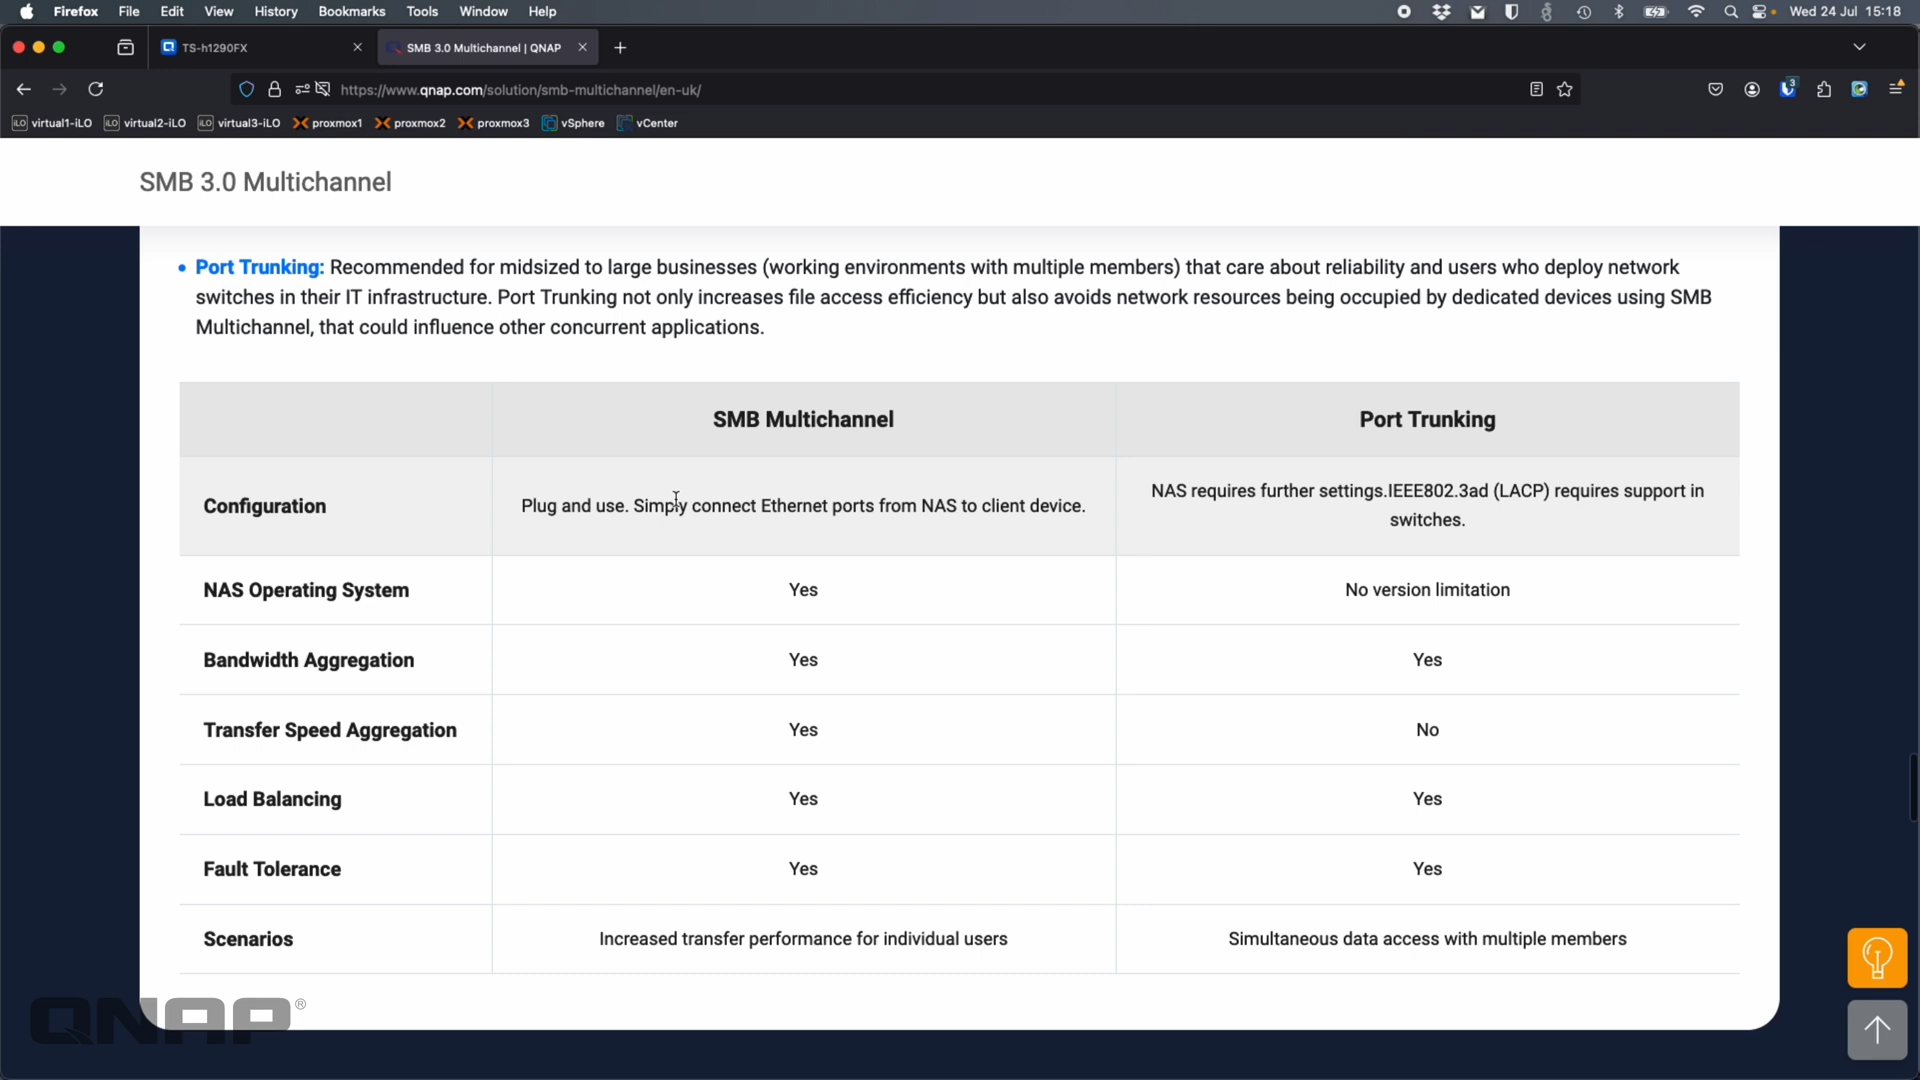 Firefox File Edit View History Bookmarks Tools Window Help Wed 24 Jul 15:18
TS-h1290FX SMB 3.0 Multichannel | QNAP
https://www.qnap.com/solution/smb-multichannel/en-uk/ 3
iLO virtual1-iLO iLO virtual2-iLO iLO virtual3-iLO proxmox1 proxmox2 proxmox3 vSphere vCenter
SMB 3.0 Multichannel
• Port Trunking: Recommended for midsized to large businesses (working environments with multiple members) that care about reliability and users who deploy network
switches in their IT infrastructure. Port Trunking not only increases file access efficiency but also avoids network resources being occupied by dedicated devices using SMB
Multichannel, that could influence other concurrent applications.
SMB Multichannel Port Trunking
Configuration Plug and use. Simply connect Ethernet ports from NAS to client device. NAS requires further settings.IEEE802.3ad (LACP) requires support in
switches.
NAS Operating System Yes No version limitation
Bandwidth Aggregation Yes Yes
Transfer Speed Aggregation Yes No
Load Balancing Yes Yes
Fault Tolerance Yes Yes
Scenarios Increased transfer performance for individual users Simultaneous data access with multiple members
QNAP®